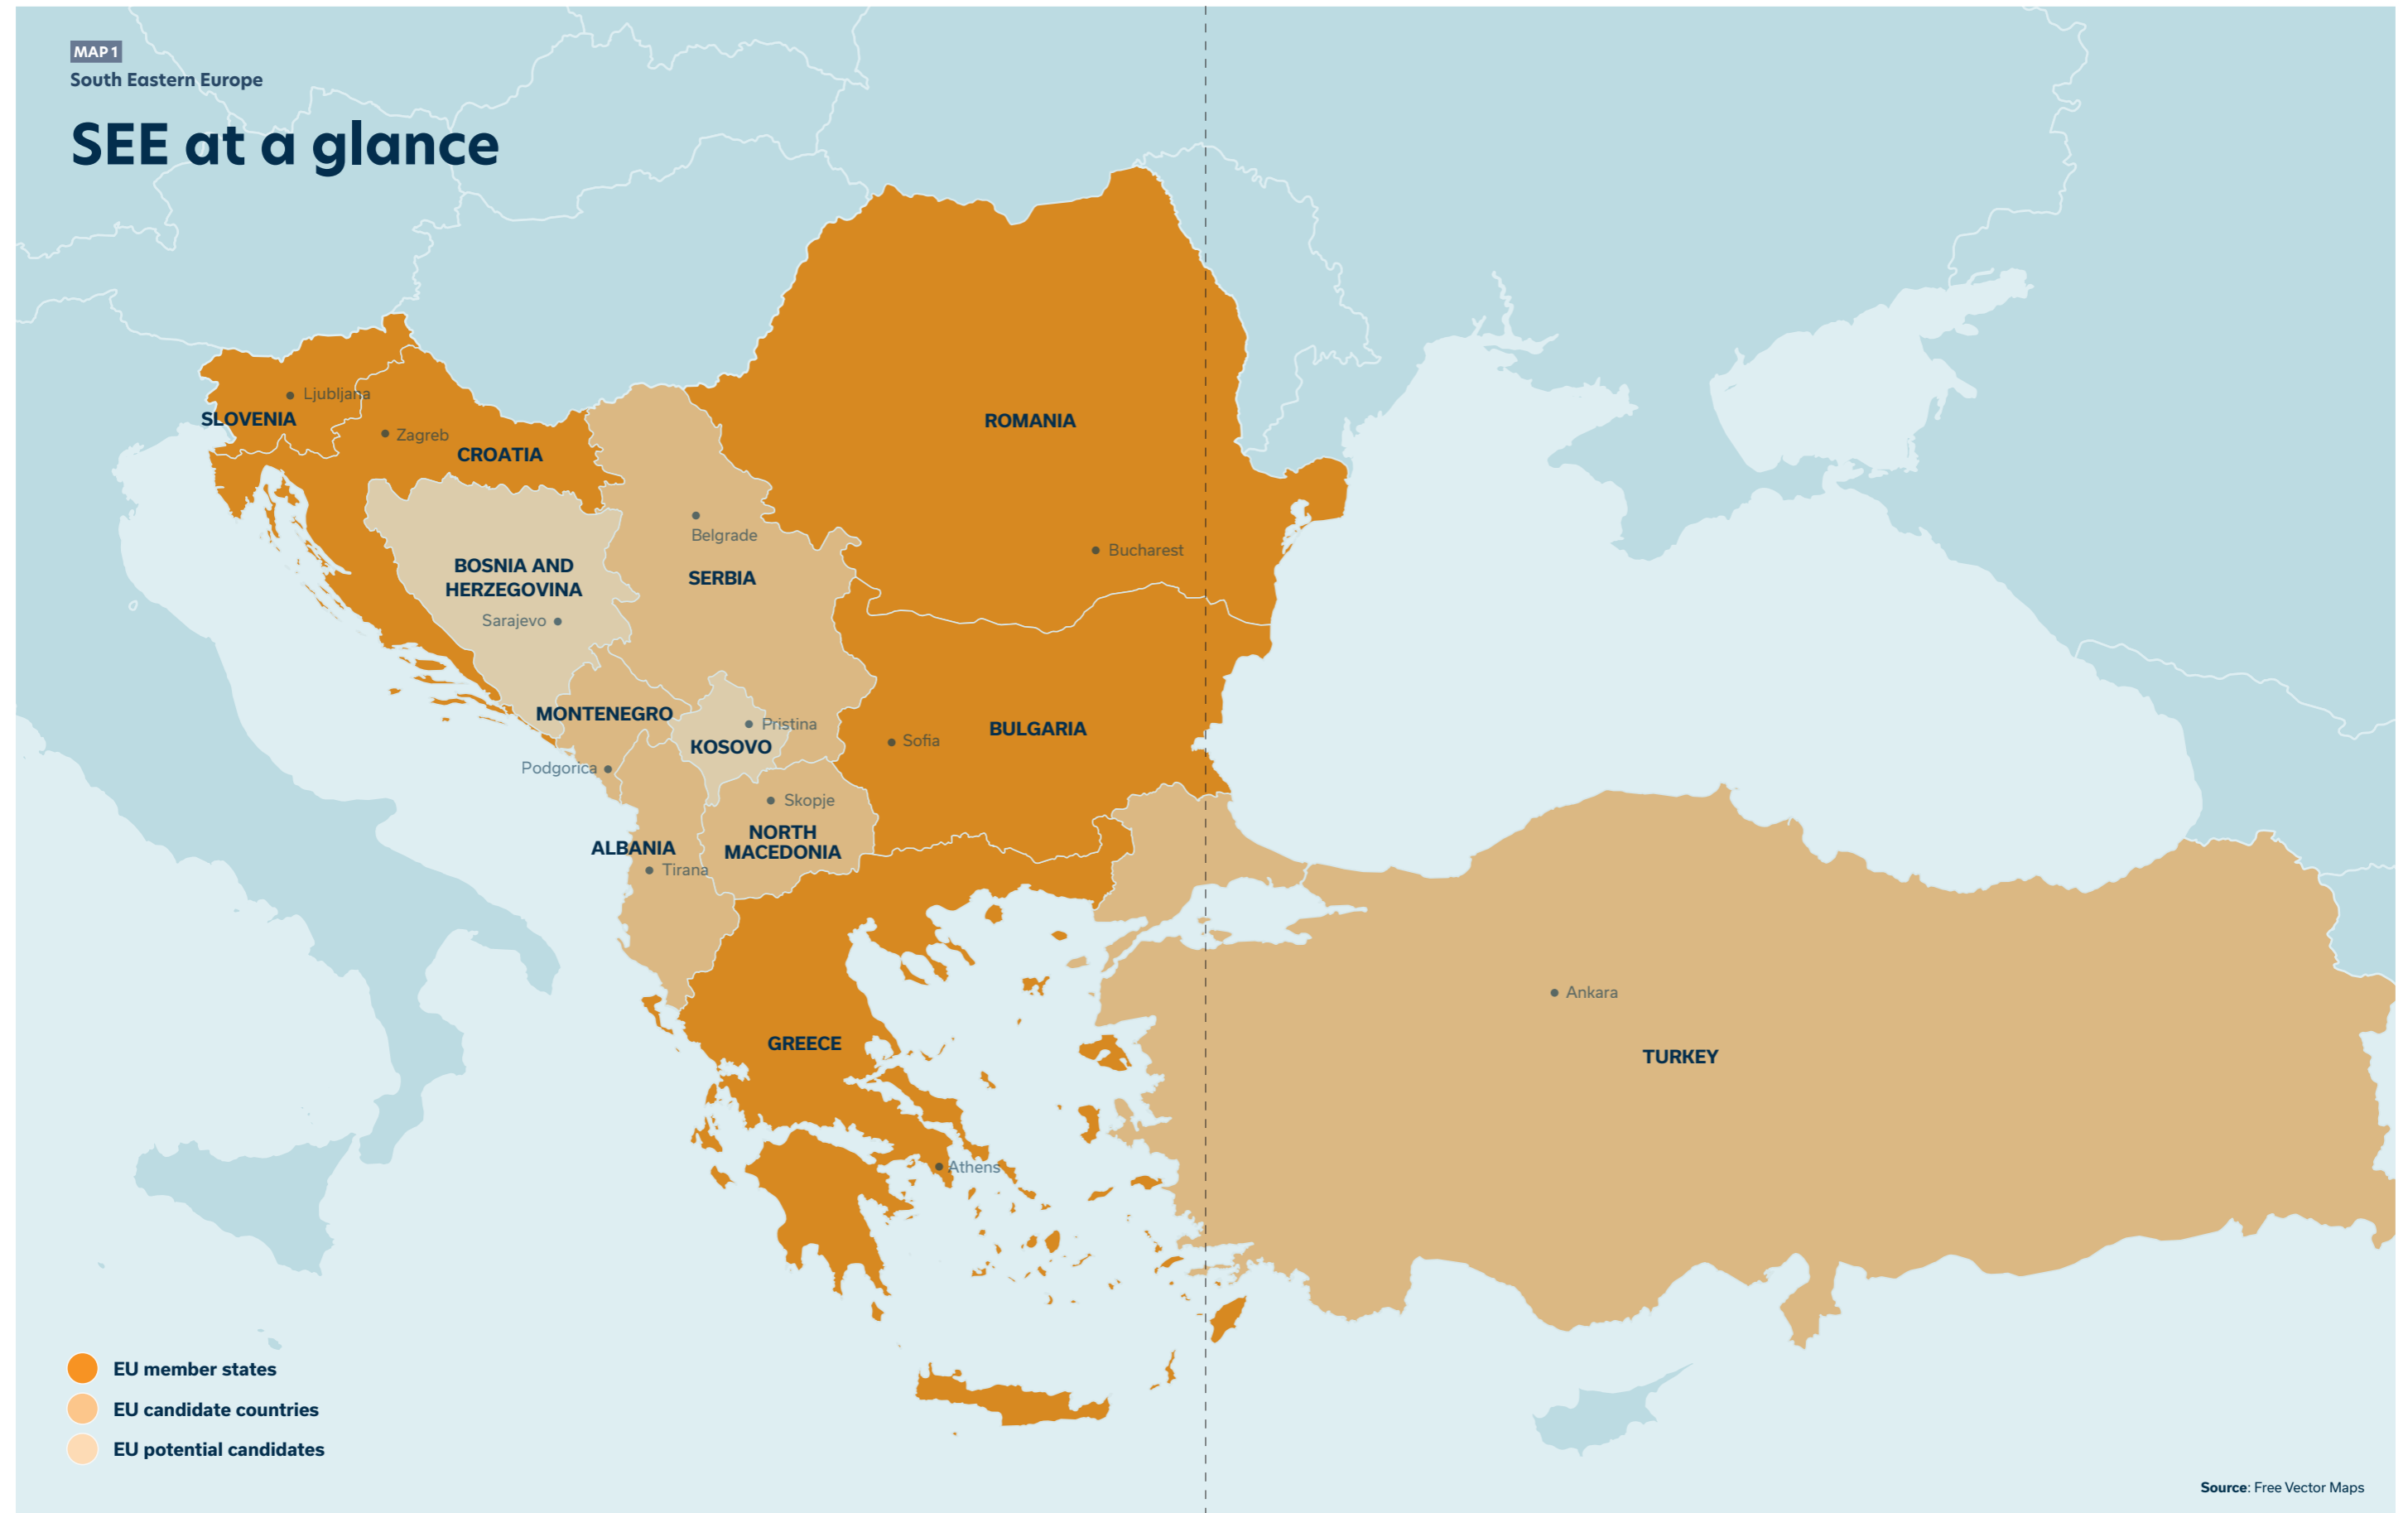 MAP 1
South Eastern Europe
SEE at a glance
Ljubljana
SLOVENIA
Zagreb
CROATIA
ROMANIA
Belgrade
Bucharest
BOSNIA AND
HERZEGOVINA
SERBIA
Sarajevo
MONTENEGRO
Pristina
KOSOVO
Sofia
BULGARIA
Podgorica
Skopje
NORTH
MACEDONIA
ALBANIA
Tirana
Ankara
GREECE
TURKEY
Athens
EU member states
EU candidate countries
EU potential candidates
Source: Free Vector Maps